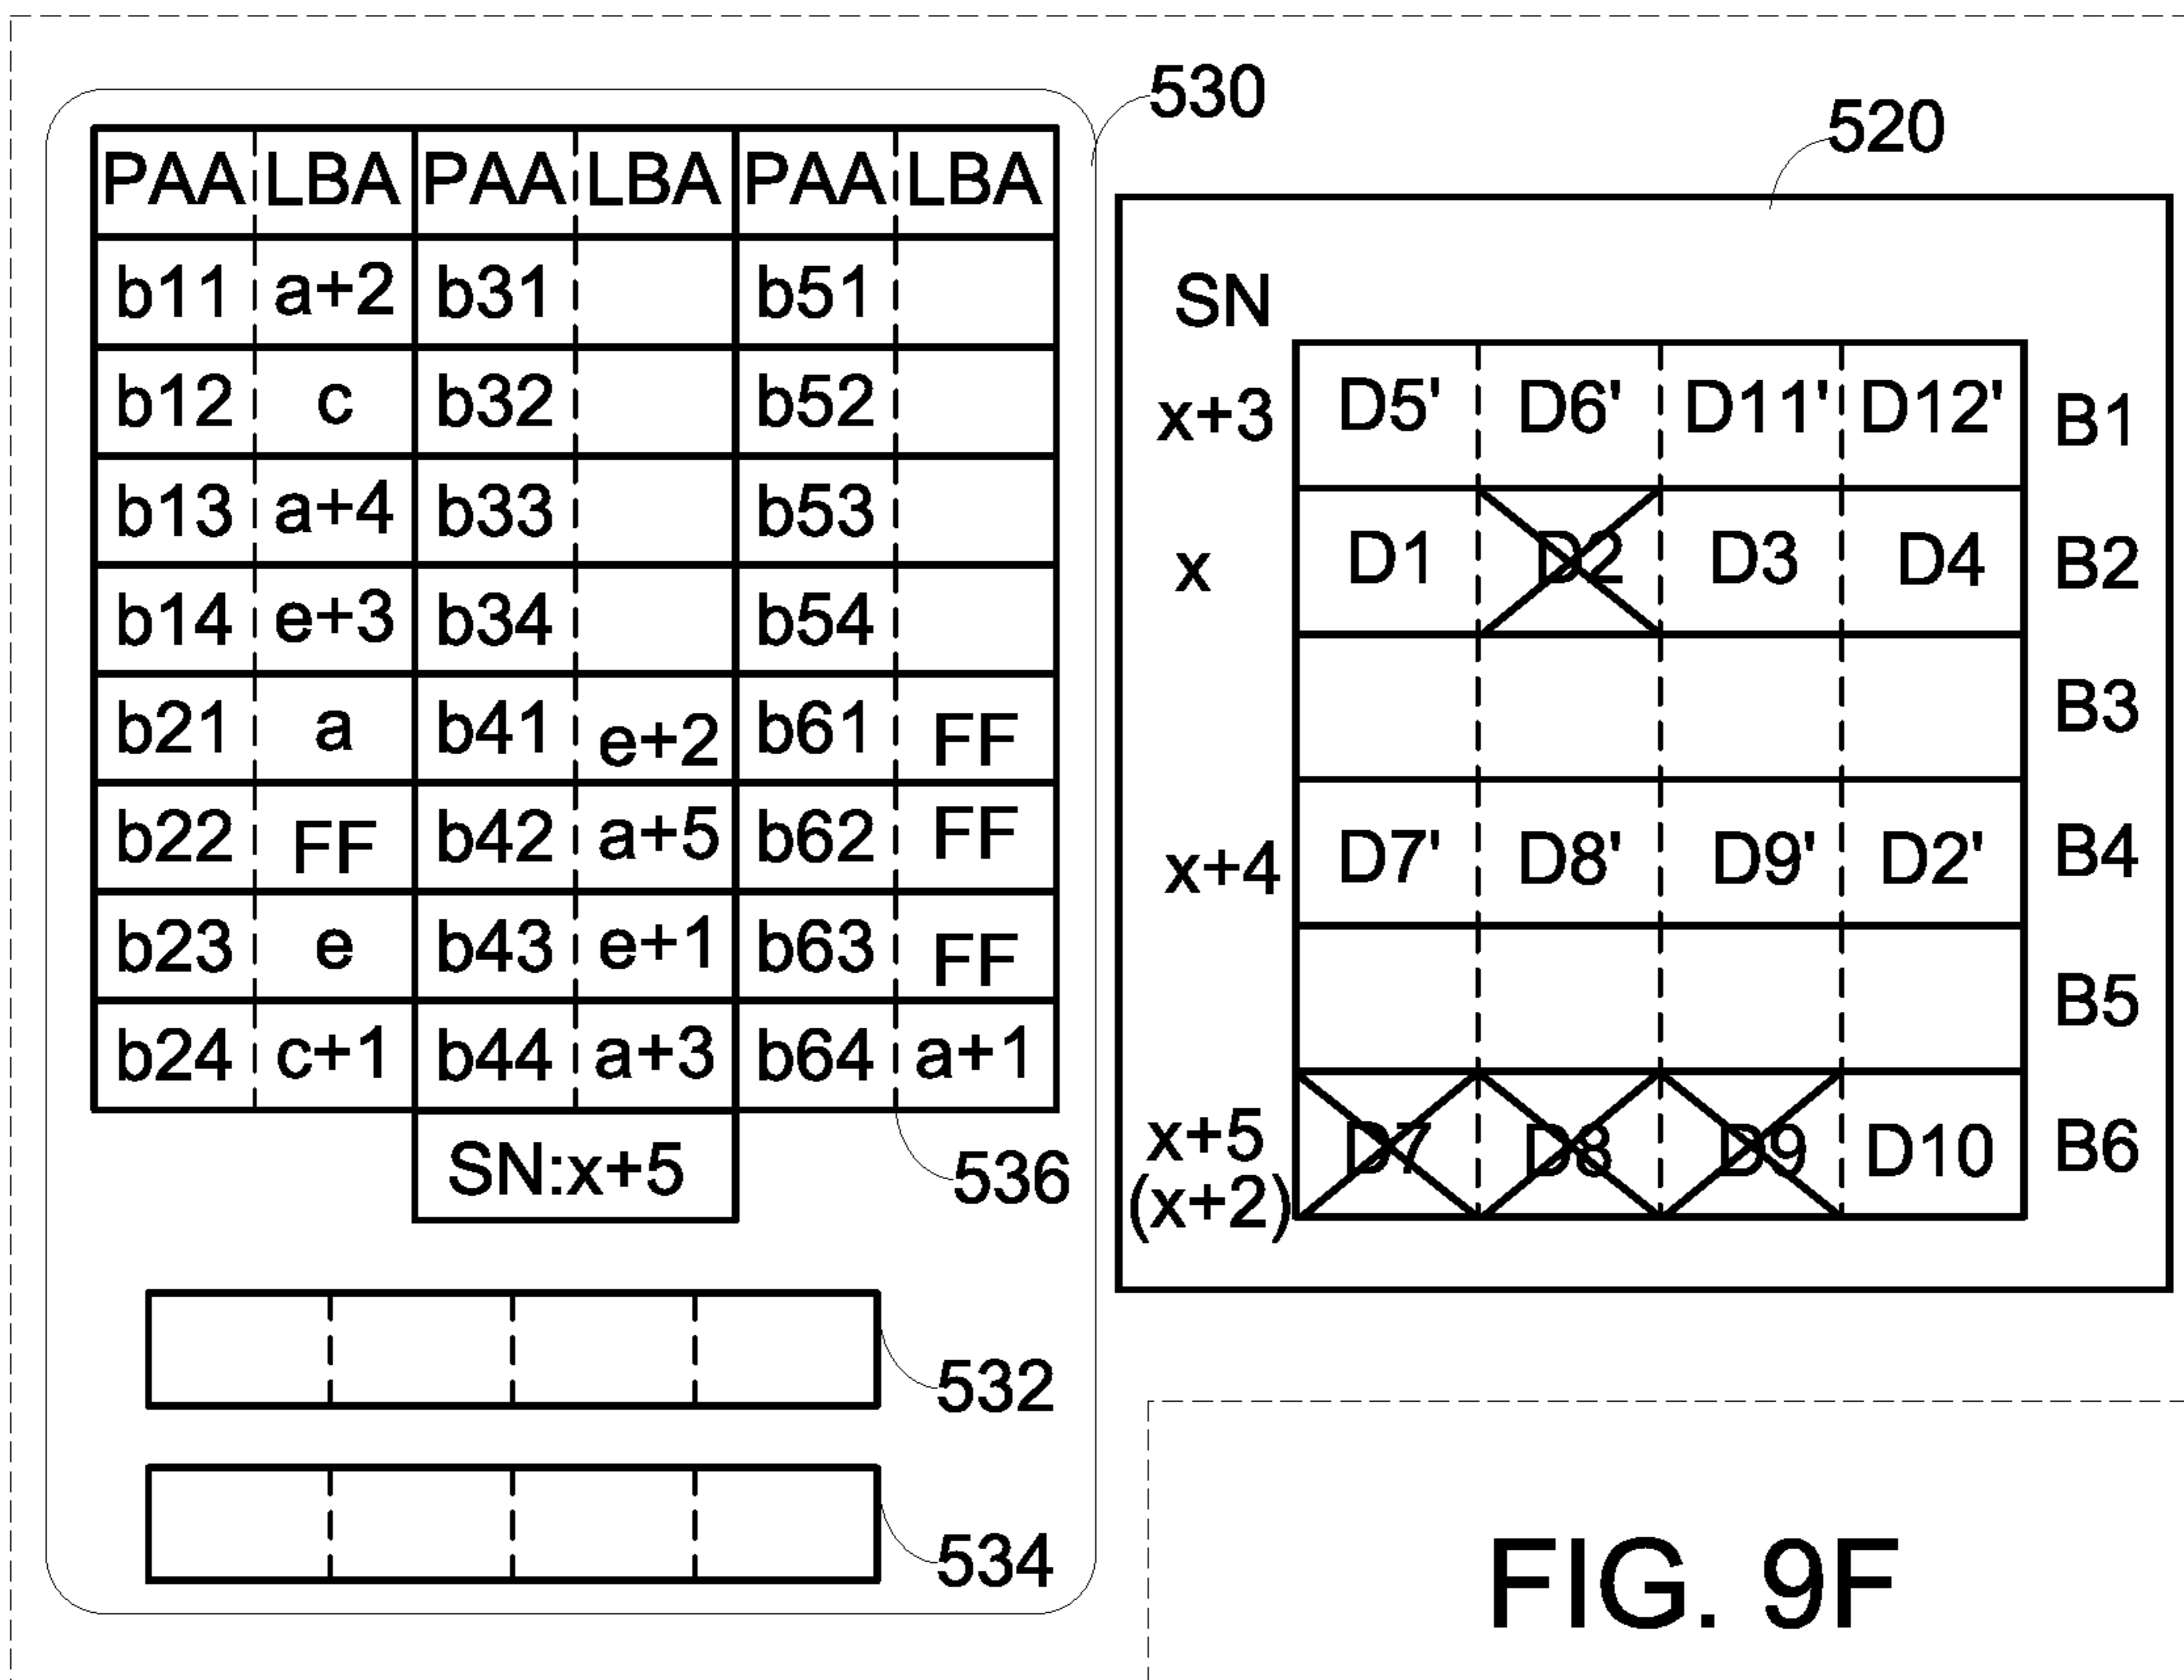 530
PAA LBA PAA LBA PAA LBA
b11 a+2 b31 b51
b12 c b32 b52
b13 a+4 b33 b53
b14 e+3 b34 b54
b21 a b41 e+2 b61 FF
b22 FF b42 a+5 b62 FF
b23 e b43 e+1 b63 FF
b24 c+1 b44 a+3 b64 a+1
SN:x+5
536
532
534
520
SN
x+3 D5' D6' D11' D12' B1
x D1 D2 D3 D4 B2
B3
x+4 D7' D8' D9' D2' B4
B5
x+5 D7 D8 D9 D10 B6
(x+2)
FIG. 9F